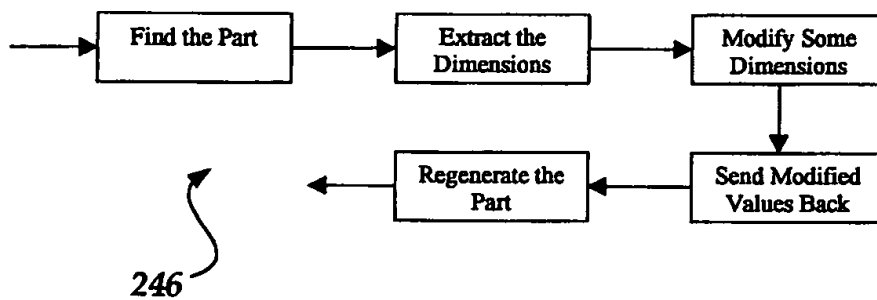 Find the Part
Extract the
Dimensions
Modify Some
Dimensions
Send Modified
Values Back
Regenerate the
Part
246